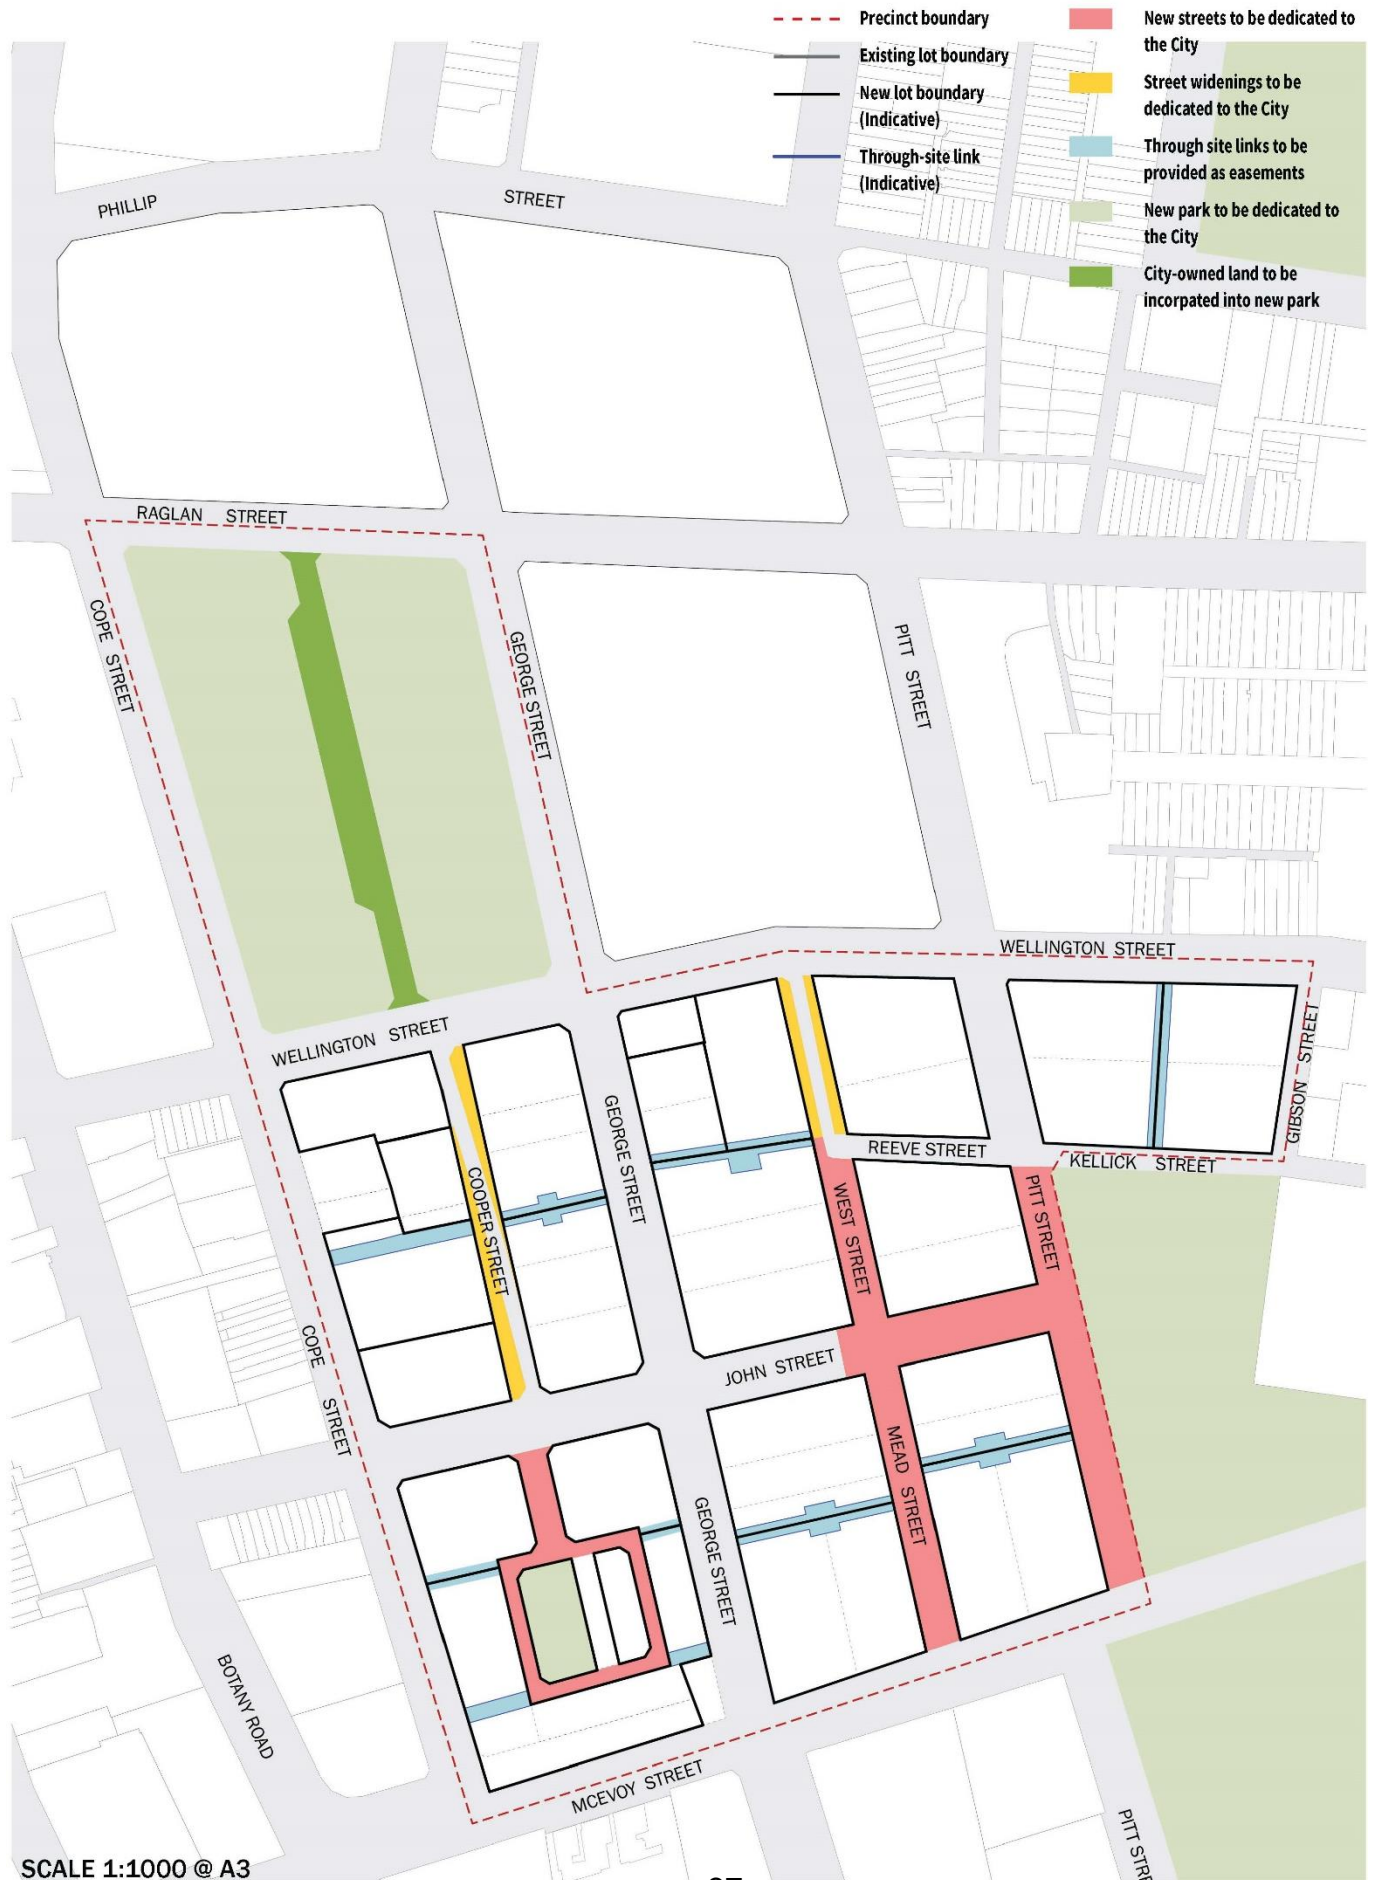 Precinct boundary
Existing lot boundary
New lot boundary
(Indicative)
Through-site link
(Indicative)
New streets to be dedicated to
the City
Street widenings to be
dedicated to the City
Through site links to be
provided as easements
New park to be dedicated to
the City
City-owned land to be
incorpated into new park
PHILLIP STREET
RAGLAN STREET
COPE STREET
GEORGE STREET
PITT STREET
WELLINGTON STREET
WELLINGTON STREET
GIBSON STREET
COOPER STREET
GEORGE STREET
REEVE STREET
KELLICK STREET
WEST STREET
PITT STREET
COPE STREET
JOHN STREET
MEAD STREET
GEORGE STREET
BOTANY ROAD
MCEVOY STREET
PITT STRE
SCALE 1:1000 @ A3